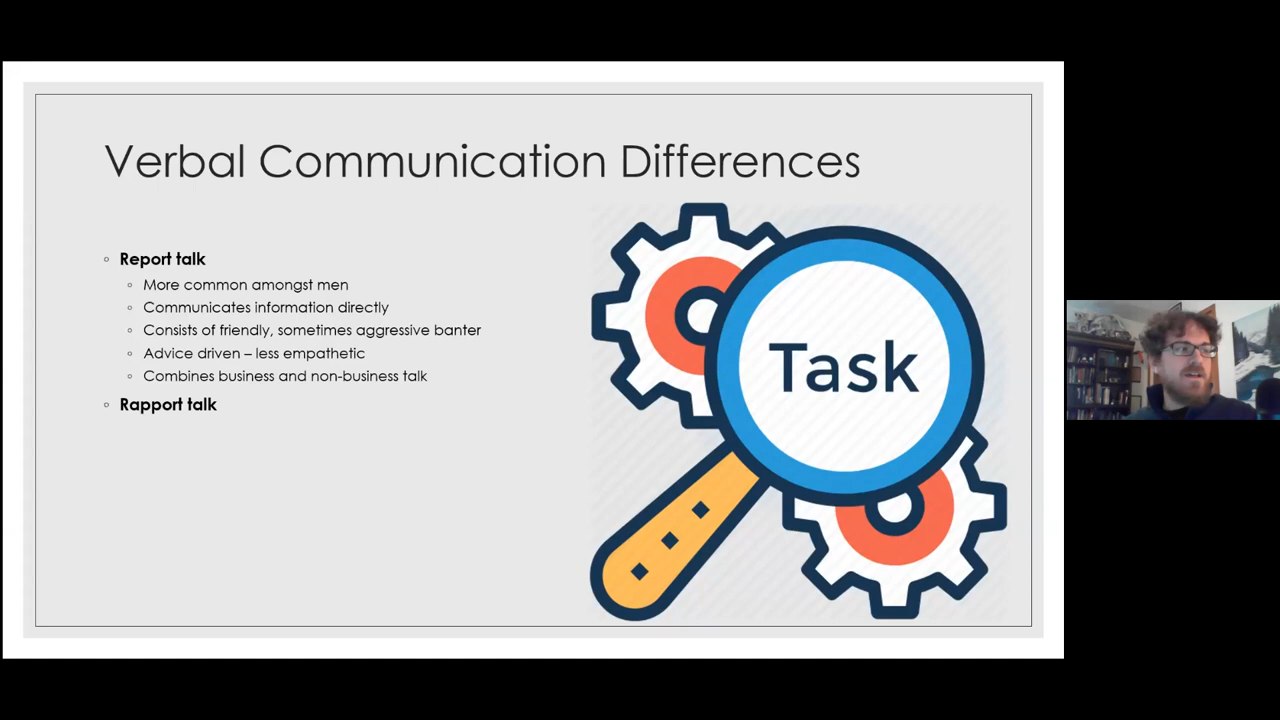 Verbal Communication Differences
Report talk
More common amongst men
Communicates information directly
Consists of friendly, sometimes aggressive banter
Advice driven – less empathetic
Combines business and non-business talk
Rapport talk
Task